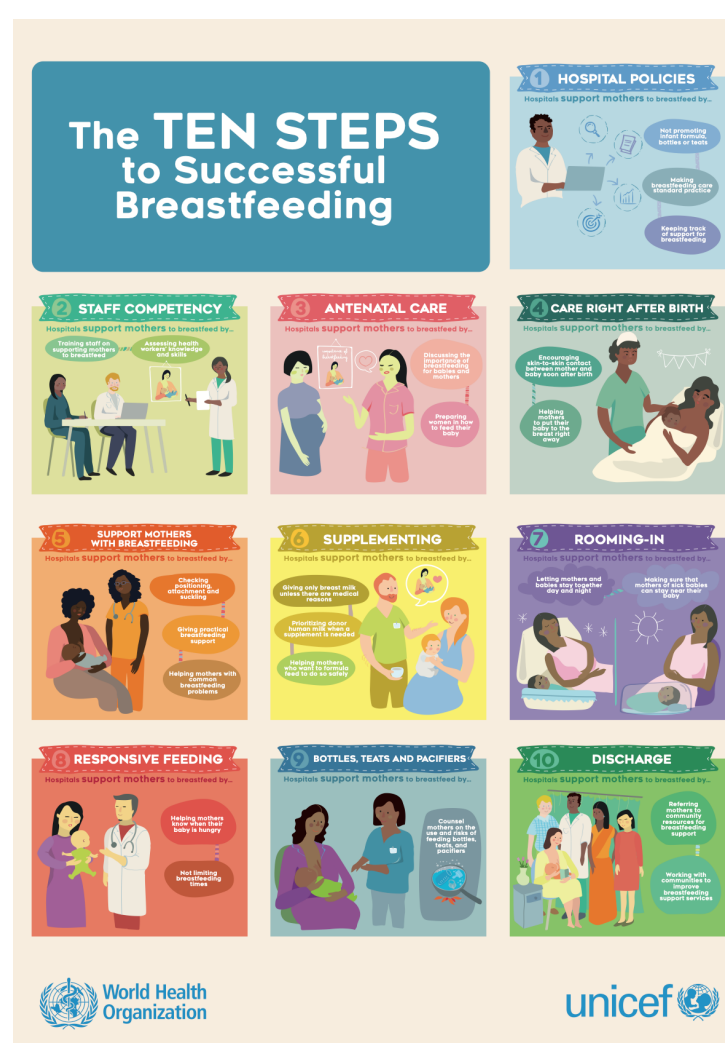 The TEN STEPS
to Successful
Breastfeeding
1 HOSPITAL POLICIES
Hospitals support mothers to breastfeed by...
Not promoting
infant formula,
bottles or teats
Making
breastfeeding care
standard practice
Keeping track
of support for
breastfeeding
2 STAFF COMPETENCY
Hospitals support mothers to breastfeed by...
Training staff on
supporting mothers
to breastfeed
Assessing health
workers' knowledge
and skills
3 ANTENATAL CARE
Hospitals support mothers to breastfeed by...
Discussing the
importance of
breastfeeding
for babies and
mothers
Preparing
women in how
to feed their
baby
4 CARE RIGHT AFTER BIRTH
Hospitals support mothers to breastfeed by...
Encouraging
skin-to-skin contact
between mother and
baby soon after birth
Helping
mothers
to put their
baby to the
breast right
away
5 SUPPORT MOTHERS
WITH BREASTFEEDING
Hospitals support mothers to breastfeed by...
Checking
positioning,
attachment and
suckling
Giving practical
breastfeeding
support
Helping mothers with
common
breastfeeding
problems
6 SUPPLEMENTING
Hospitals support mothers to breastfeed by...
Giving only breast milk
unless there are medical
reasons
Prioritizing donor
human milk when a
supplement is needed
Helping mothers
who want to formula
feed to do so safely
7 ROOMING-IN
Hospitals support mothers to breastfeed by...
Letting mothers and
babies stay together
day and night
Making sure that
mothers of sick babies
can stay near their
baby
8 RESPONSIVE FEEDING
Hospitals support mothers to breastfeed by...
Helping mothers
know when their
baby is hungry
Not limiting
breastfeeding
times
9 BOTTLES, TEATS AND PACIFIERS
Hospitals support mothers to breastfeed by...
Counsel
mothers on the
use and risks of
feeding bottles,
teats, and
pacifiers
10 DISCHARGE
Hospitals support mothers to breastfeed by...
Referring
mothers to
community
resources for
breastfeeding
support
Working with
communities to
improve
breastfeeding
support services
World Health
Organization
unicef